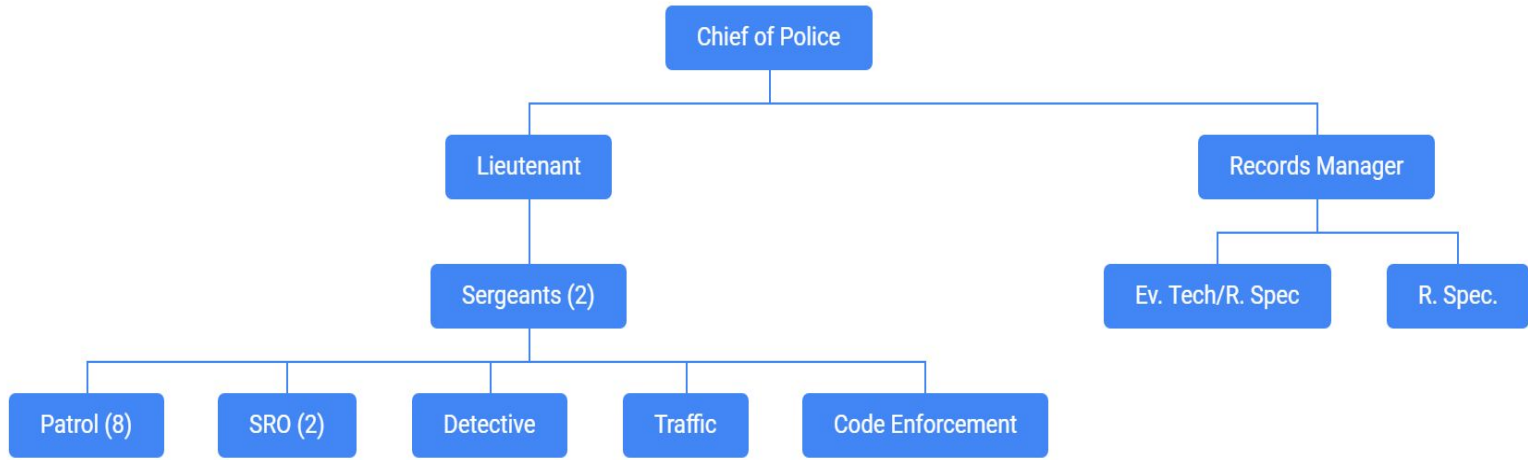 Chief of Police
Lieutenant
Records Manager
Sergeants (2)
Ev. Tech/R. Spec
R. Spec.
Patrol (8)
SRO (2)
Detective
Traffic
Code Enforcement